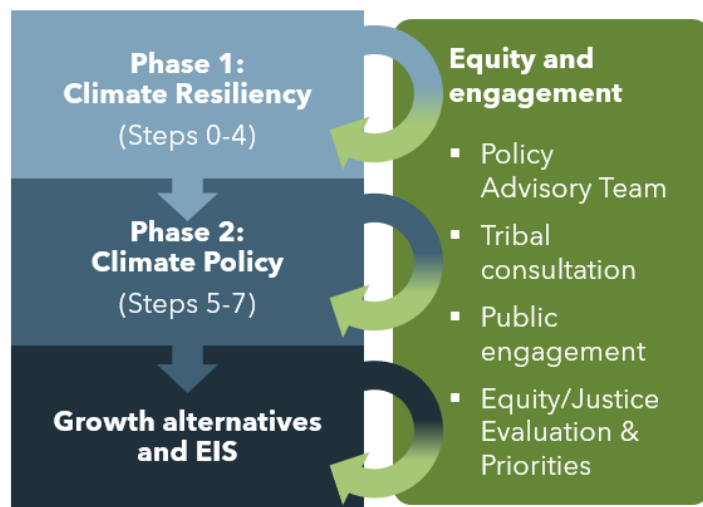 Phase 1:
Climate Resiliency
(Steps 0-4)
Phase 2:
Climate Policy
(Steps 5-7)
Growth alternatives
and EIS
Equity and
engagement
▪ Policy
Advisory Team
▪ Tribal
consultation
▪ Public
engagement
▪ Equity/Justice
Evaluation &
Priorities